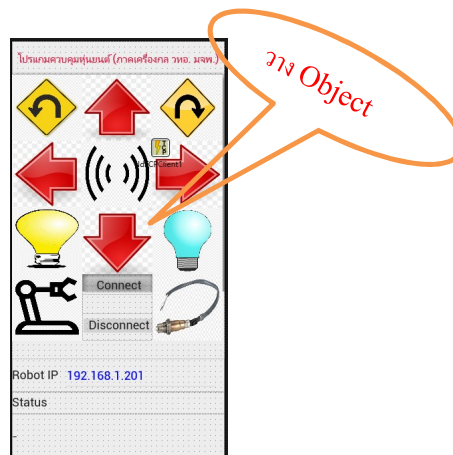 โปรแกมควบคุมหุ่นยนต์ (ภาคเครื่องกล วทอ. มจพ.)
วาง Object
TCP
IdTCPClient1
Connect
Disconnect
Robot IP 192.168.1.201
Status
-